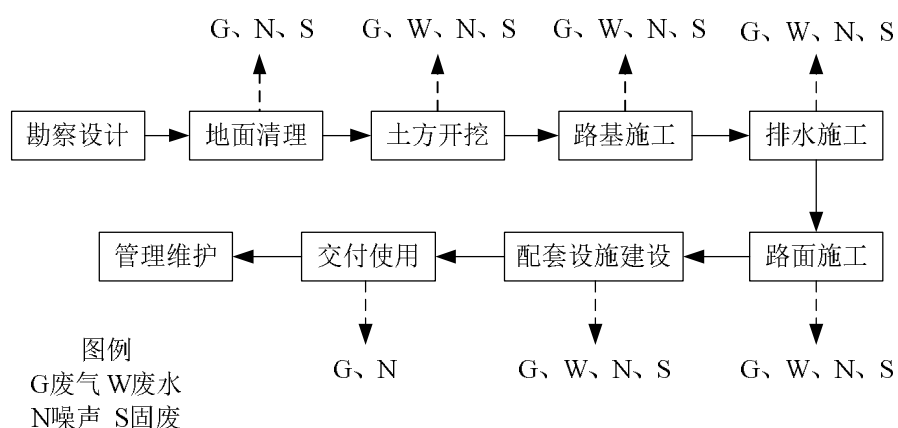 G、N、S
G、W、N、S
G、W、N、S
G、W、N、S
勘察设计
地面清理
土方开挖
路基施工
排水施工
管理维护
交付使用
配套设施建设
路面施工
G、N
G、W、N、S
G、W、N、S
图例
G废气 W废水
N噪声 S固废